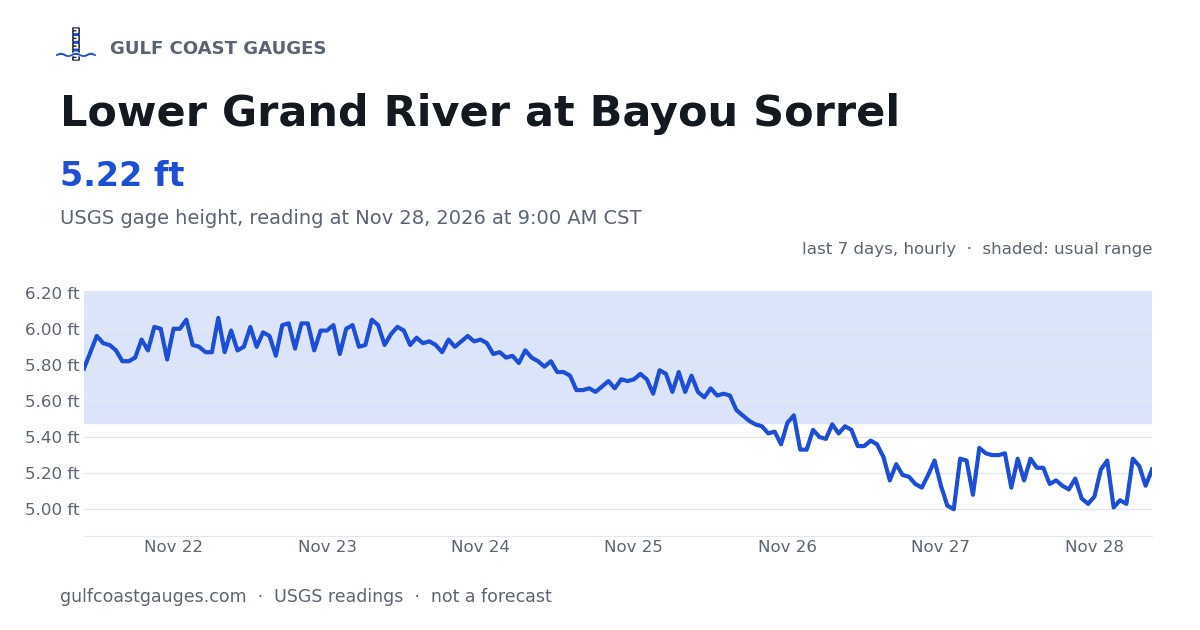 GULF COAST GAUGES
Lower Grand River at Bayou Sorrel
5.22 ft
USGS gage height, reading at Nov 28, 2026 at 9:00 AM CST
last 7 days, hourly · shaded: usual range
6.20 ft
6.00 ft
5.80 ft
5.60 ft
5.40 ft
5.20 ft
5.00 ft
Nov 22 Nov 23 Nov 24 Nov 25 Nov 26 Nov 27 Nov 28
gulfcoastgauges.com · USGS readings · not a forecast